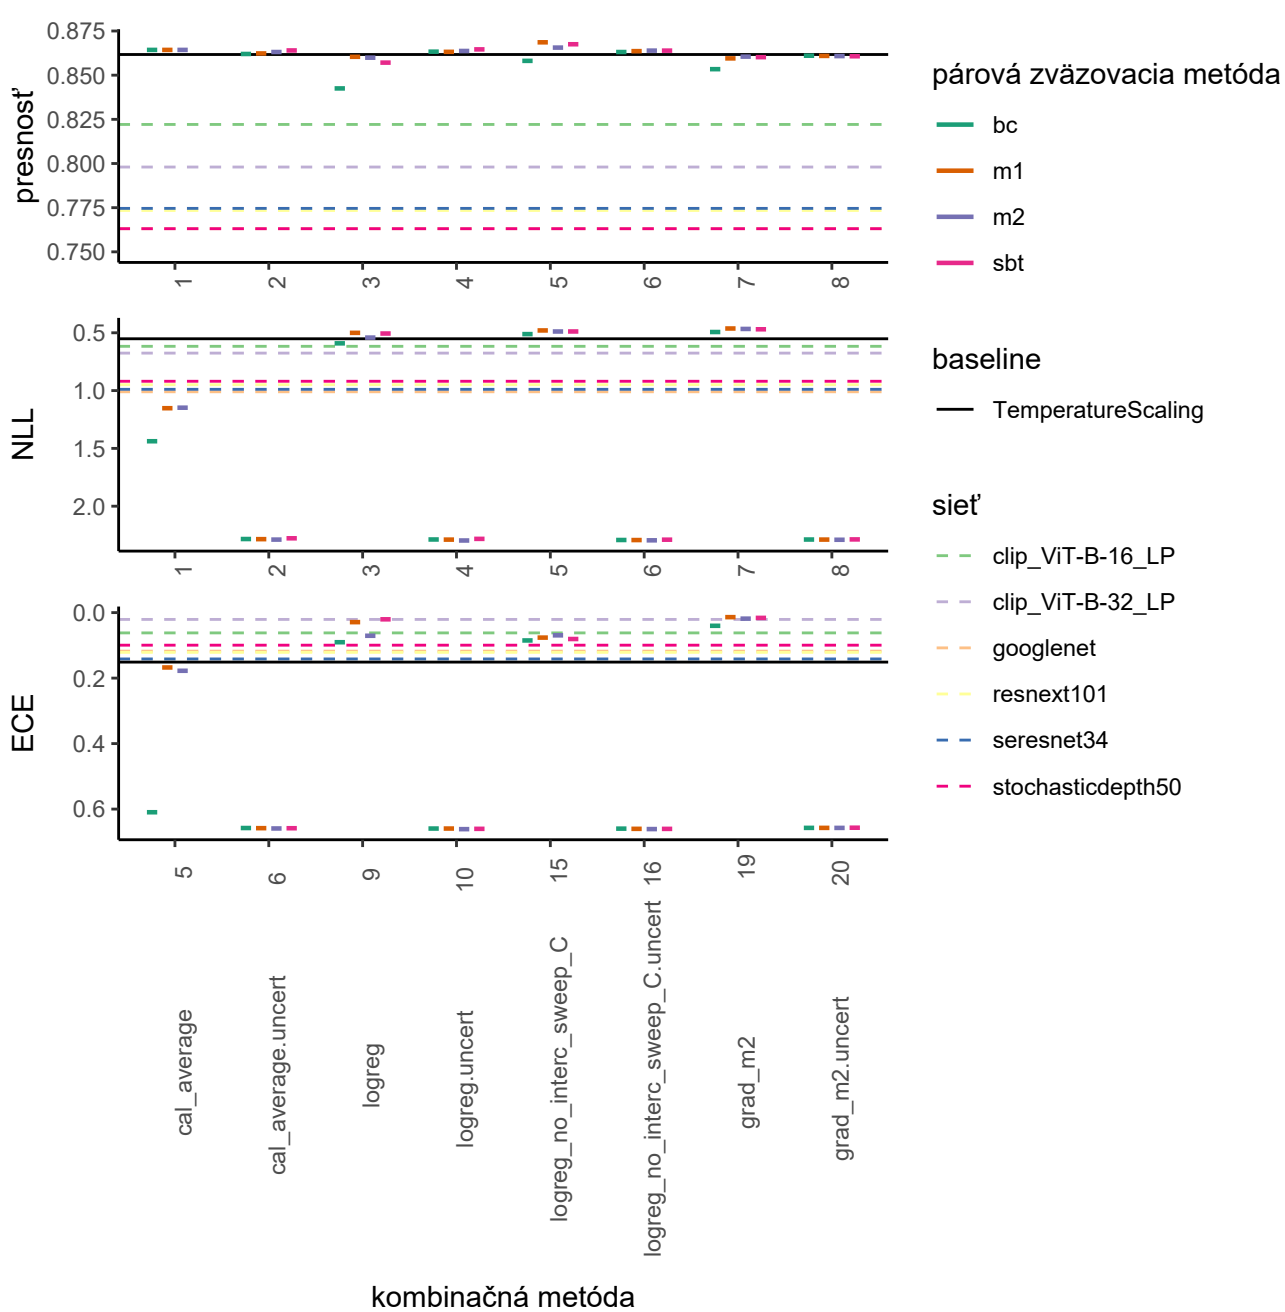 presnosť
0.875
0.850
0.825
0.800
0.775
0.750
1
2
3
4
5
6
7
8
NLL
0.5
1.0
1.5
2.0
1
2
3
4
5
6
7
8
ECE
0.0
0.2
0.4
0.6
5
6
9
10
15
16
19
20
cal_average
cal_average.uncert
logreg
logreg.uncert
logreg_no_interc_sweep_C
logreg_no_interc_sweep_C.uncert
grad_m2
grad_m2.uncert
kombinačná metóda
párová zväzovacia metóda
bc
m1
m2
sbt
baseline
TemperatureScaling
sieť
clip_ViT-B-16_LP
clip_ViT-B-32_LP
googlenet
resnext101
seresnet34
stochasticdepth50